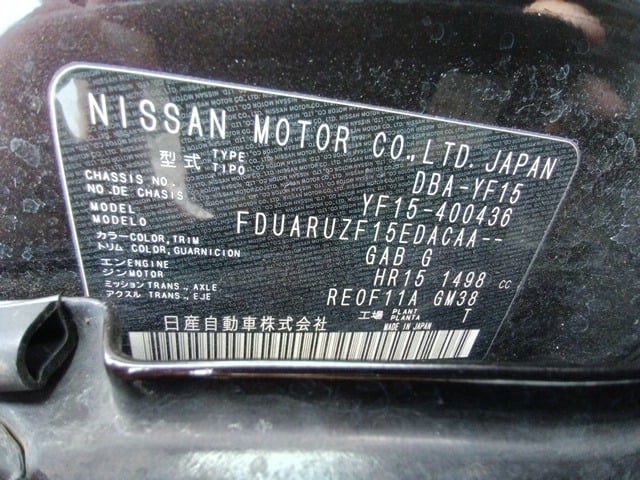 NISSAN MOTOR CO.,LTD. JAPAN
型式 TYPE TIPO DBA-YF15
CHASSIS NO. NO.DE CHASIS YF15-400436
MODEL MODELO FDUARUZF15EDACAA--
カラー COLOR,TRIM トリム COLOR,GUARNICION GAB G
エンジン ENGINE MOTOR HR15 1498 cc
ミッション TRANS.,AXLE アクスル TRANS.,EJE RE0F11A GM38
日産自動車株式会社 工場 PLANT PLANTA T
MADE IN JAPAN